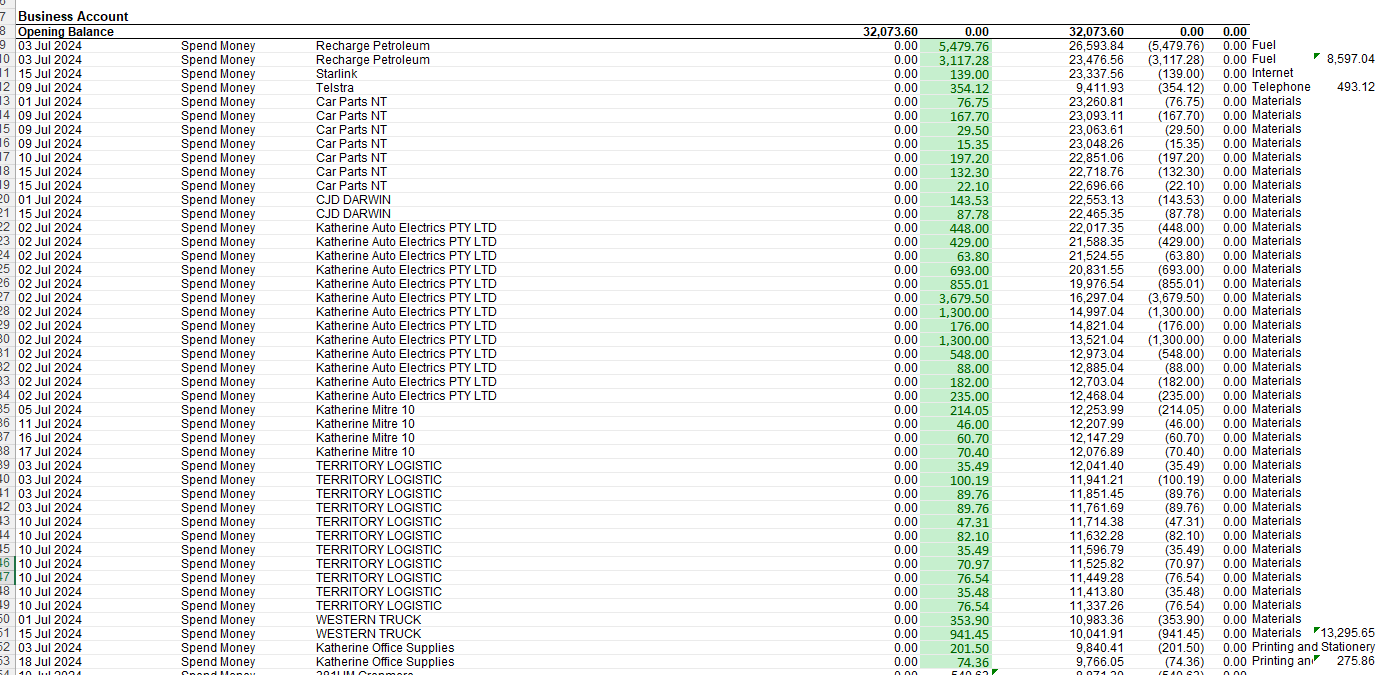 7 Business Account
8 Opening Balance 32,073.60 0.00 32,073.60 0.00 0.00
9 03 Jul 2024 Spend Money Recharge Petroleum 0.00 5,479.76 26,593.84 (5,479.76) 0.00 Fuel
10 03 Jul 2024 Spend Money Recharge Petroleum 0.00 3,117.28 23,476.56 (3,117.28) 0.00 Fuel 8,597.04
11 15 Jul 2024 Spend Money Starlink 0.00 139.00 23,337.56 (139.00) 0.00 Internet
12 09 Jul 2024 Spend Money Telstra 0.00 354.12 9,411.93 (354.12) 0.00 Telephone 493.12
13 01 Jul 2024 Spend Money Car Parts NT 0.00 76.75 23,260.81 (76.75) 0.00 Materials
14 09 Jul 2024 Spend Money Car Parts NT 0.00 167.70 23,093.11 (167.70) 0.00 Materials
15 09 Jul 2024 Spend Money Car Parts NT 0.00 29.50 23,063.61 (29.50) 0.00 Materials
16 09 Jul 2024 Spend Money Car Parts NT 0.00 15.35 23,048.26 (15.35) 0.00 Materials
17 10 Jul 2024 Spend Money Car Parts NT 0.00 197.20 22,851.06 (197.20) 0.00 Materials
18 15 Jul 2024 Spend Money Car Parts NT 0.00 132.30 22,718.76 (132.30) 0.00 Materials
19 15 Jul 2024 Spend Money Car Parts NT 0.00 22.10 22,696.66 (22.10) 0.00 Materials
20 01 Jul 2024 Spend Money CJD DARWIN 0.00 143.53 22,553.13 (143.53) 0.00 Materials
21 15 Jul 2024 Spend Money CJD DARWIN 0.00 87.78 22,465.35 (87.78) 0.00 Materials
22 02 Jul 2024 Spend Money Katherine Auto Electrics PTY LTD 0.00 448.00 22,017.35 (448.00) 0.00 Materials
23 02 Jul 2024 Spend Money Katherine Auto Electrics PTY LTD 0.00 429.00 21,588.35 (429.00) 0.00 Materials
24 02 Jul 2024 Spend Money Katherine Auto Electrics PTY LTD 0.00 63.80 21,524.55 (63.80) 0.00 Materials
25 02 Jul 2024 Spend Money Katherine Auto Electrics PTY LTD 0.00 693.00 20,831.55 (693.00) 0.00 Materials
26 02 Jul 2024 Spend Money Katherine Auto Electrics PTY LTD 0.00 855.01 19,976.54 (855.01) 0.00 Materials
27 02 Jul 2024 Spend Money Katherine Auto Electrics PTY LTD 0.00 3,679.50 16,297.04 (3,679.50) 0.00 Materials
28 02 Jul 2024 Spend Money Katherine Auto Electrics PTY LTD 0.00 1,300.00 14,997.04 (1,300.00) 0.00 Materials
29 02 Jul 2024 Spend Money Katherine Auto Electrics PTY LTD 0.00 176.00 14,821.04 (176.00) 0.00 Materials
30 02 Jul 2024 Spend Money Katherine Auto Electrics PTY LTD 0.00 1,300.00 13,521.04 (1,300.00) 0.00 Materials
31 02 Jul 2024 Spend Money Katherine Auto Electrics PTY LTD 0.00 548.00 12,973.04 (548.00) 0.00 Materials
32 02 Jul 2024 Spend Money Katherine Auto Electrics PTY LTD 0.00 88.00 12,885.04 (88.00) 0.00 Materials
33 02 Jul 2024 Spend Money Katherine Auto Electrics PTY LTD 0.00 182.00 12,703.04 (182.00) 0.00 Materials
34 02 Jul 2024 Spend Money Katherine Auto Electrics PTY LTD 0.00 235.00 12,468.04 (235.00) 0.00 Materials
35 05 Jul 2024 Spend Money Katherine Mitre 10 0.00 214.05 12,253.99 (214.05) 0.00 Materials
36 11 Jul 2024 Spend Money Katherine Mitre 10 0.00 46.00 12,207.99 (46.00) 0.00 Materials
37 16 Jul 2024 Spend Money Katherine Mitre 10 0.00 60.70 12,147.29 (60.70) 0.00 Materials
38 17 Jul 2024 Spend Money Katherine Mitre 10 0.00 70.40 12,076.89 (70.40) 0.00 Materials
39 03 Jul 2024 Spend Money TERRITORY LOGISTIC 0.00 35.49 12,041.40 (35.49) 0.00 Materials
40 03 Jul 2024 Spend Money TERRITORY LOGISTIC 0.00 100.19 11,941.21 (100.19) 0.00 Materials
41 03 Jul 2024 Spend Money TERRITORY LOGISTIC 0.00 89.76 11,851.45 (89.76) 0.00 Materials
42 03 Jul 2024 Spend Money TERRITORY LOGISTIC 0.00 89.76 11,761.69 (89.76) 0.00 Materials
43 10 Jul 2024 Spend Money TERRITORY LOGISTIC 0.00 47.31 11,714.38 (47.31) 0.00 Materials
44 10 Jul 2024 Spend Money TERRITORY LOGISTIC 0.00 82.10 11,632.28 (82.10) 0.00 Materials
45 10 Jul 2024 Spend Money TERRITORY LOGISTIC 0.00 35.49 11,596.79 (35.49) 0.00 Materials
46 10 Jul 2024 Spend Money TERRITORY LOGISTIC 0.00 70.97 11,525.82 (70.97) 0.00 Materials
47 10 Jul 2024 Spend Money TERRITORY LOGISTIC 0.00 76.54 11,449.28 (76.54) 0.00 Materials
48 10 Jul 2024 Spend Money TERRITORY LOGISTIC 0.00 35.48 11,413.80 (35.48) 0.00 Materials
49 10 Jul 2024 Spend Money TERRITORY LOGISTIC 0.00 76.54 11,337.26 (76.54) 0.00 Materials
50 01 Jul 2024 Spend Money WESTERN TRUCK 0.00 353.90 10,983.36 (353.90) 0.00 Materials
51 15 Jul 2024 Spend Money WESTERN TRUCK 0.00 941.45 10,041.91 (941.45) 0.00 Materials 13,295.65
52 03 Jul 2024 Spend Money Katherine Office Supplies 0.00 201.50 9,840.41 (201.50) 0.00 Printing and Stationery
53 18 Jul 2024 Spend Money Katherine Office Supplies 0.00 74.36 9,766.05 (74.36) 0.00 Printing an 275.86